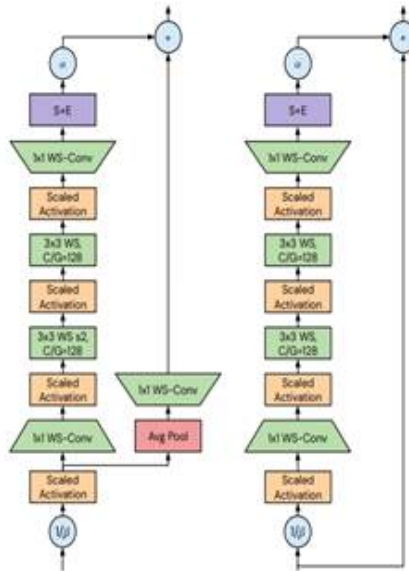 +
α
S+E
1x1 WS-Conv
Scaled
Activation
3x3 WS,
C/G=128
Scaled
Activation
3x3 WS s2,
C/G=128
Scaled
Activation
1x1 WS-Conv
1x1 WS-Conv
Avg Pool
Scaled
Activation
1/β
+
α
S+E
1x1 WS-Conv
Scaled
Activation
3x3 WS,
C/G=128
Scaled
Activation
3x3 WS,
C/G=128
Scaled
Activation
1x1 WS-Conv
Scaled
Activation
1/β